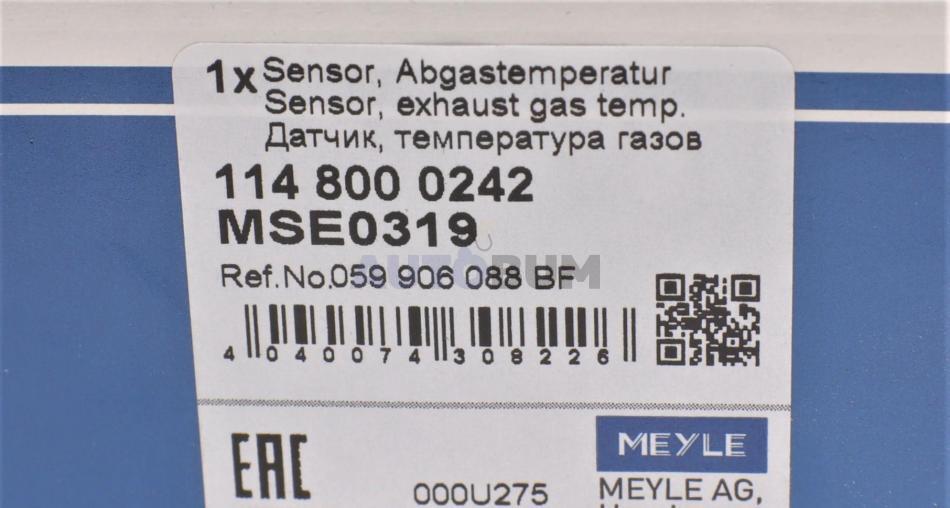 1x Sensor, Abgastemperatur
Sensor, exhaust gas temp.
Датчик, температура газов
114 800 0242
MSE0319
AUTORUM
Ref.No.059 906 088 BF
4 040074 308226
EAC
000U275
MEYLE
MEYLE AG,